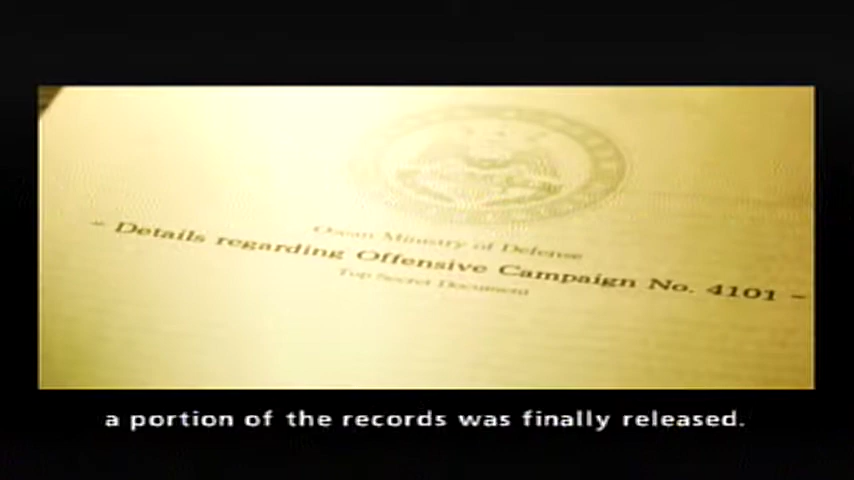 Osean Ministry of Defense
- Details regarding Offensive Campaign No. 4101 -
Top Secret Document
a portion of the records was finally released.